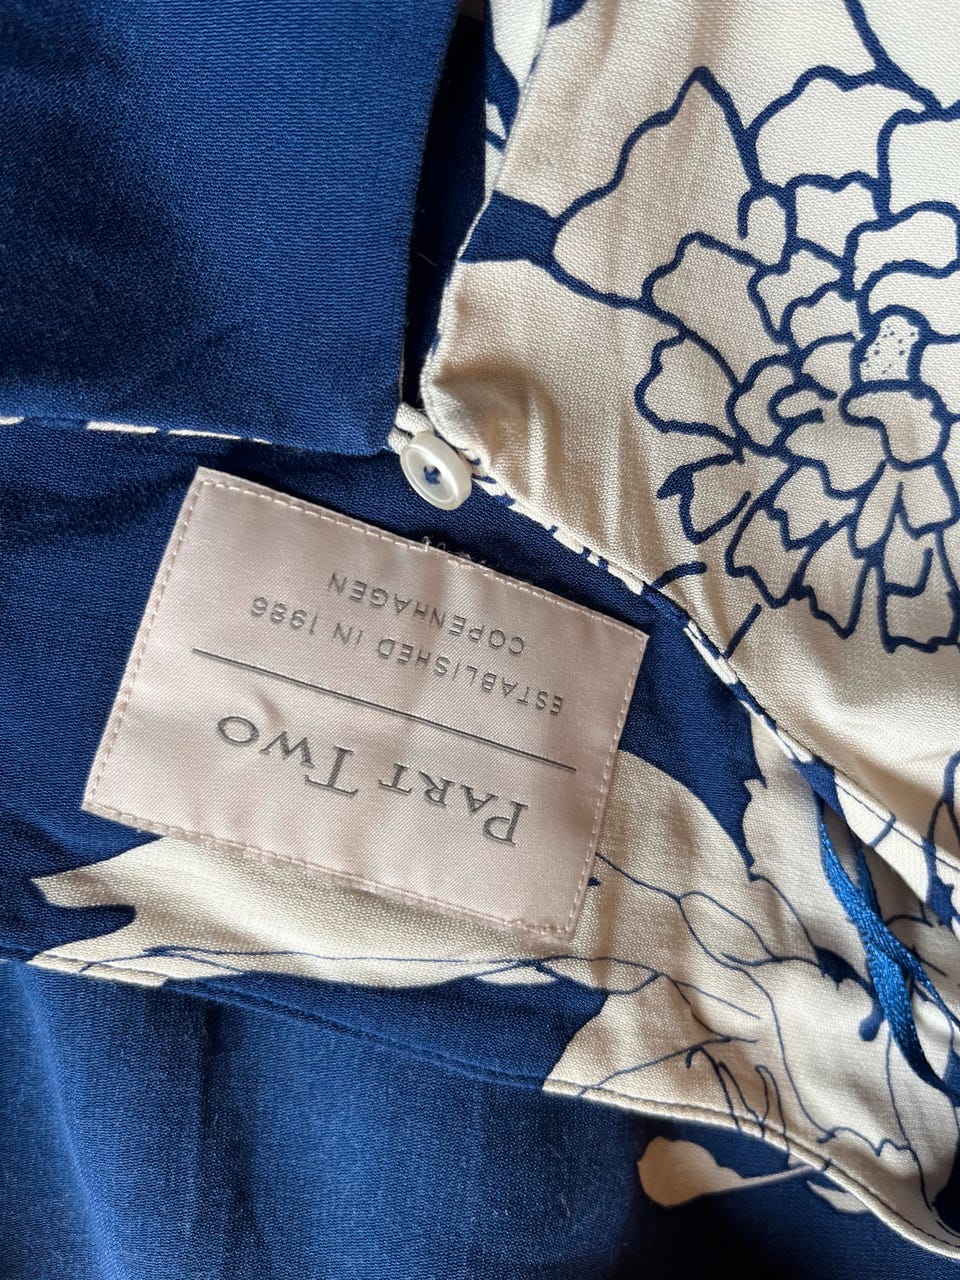 PART TWO
ESTABLISHED IN 1986
COPENHAGEN